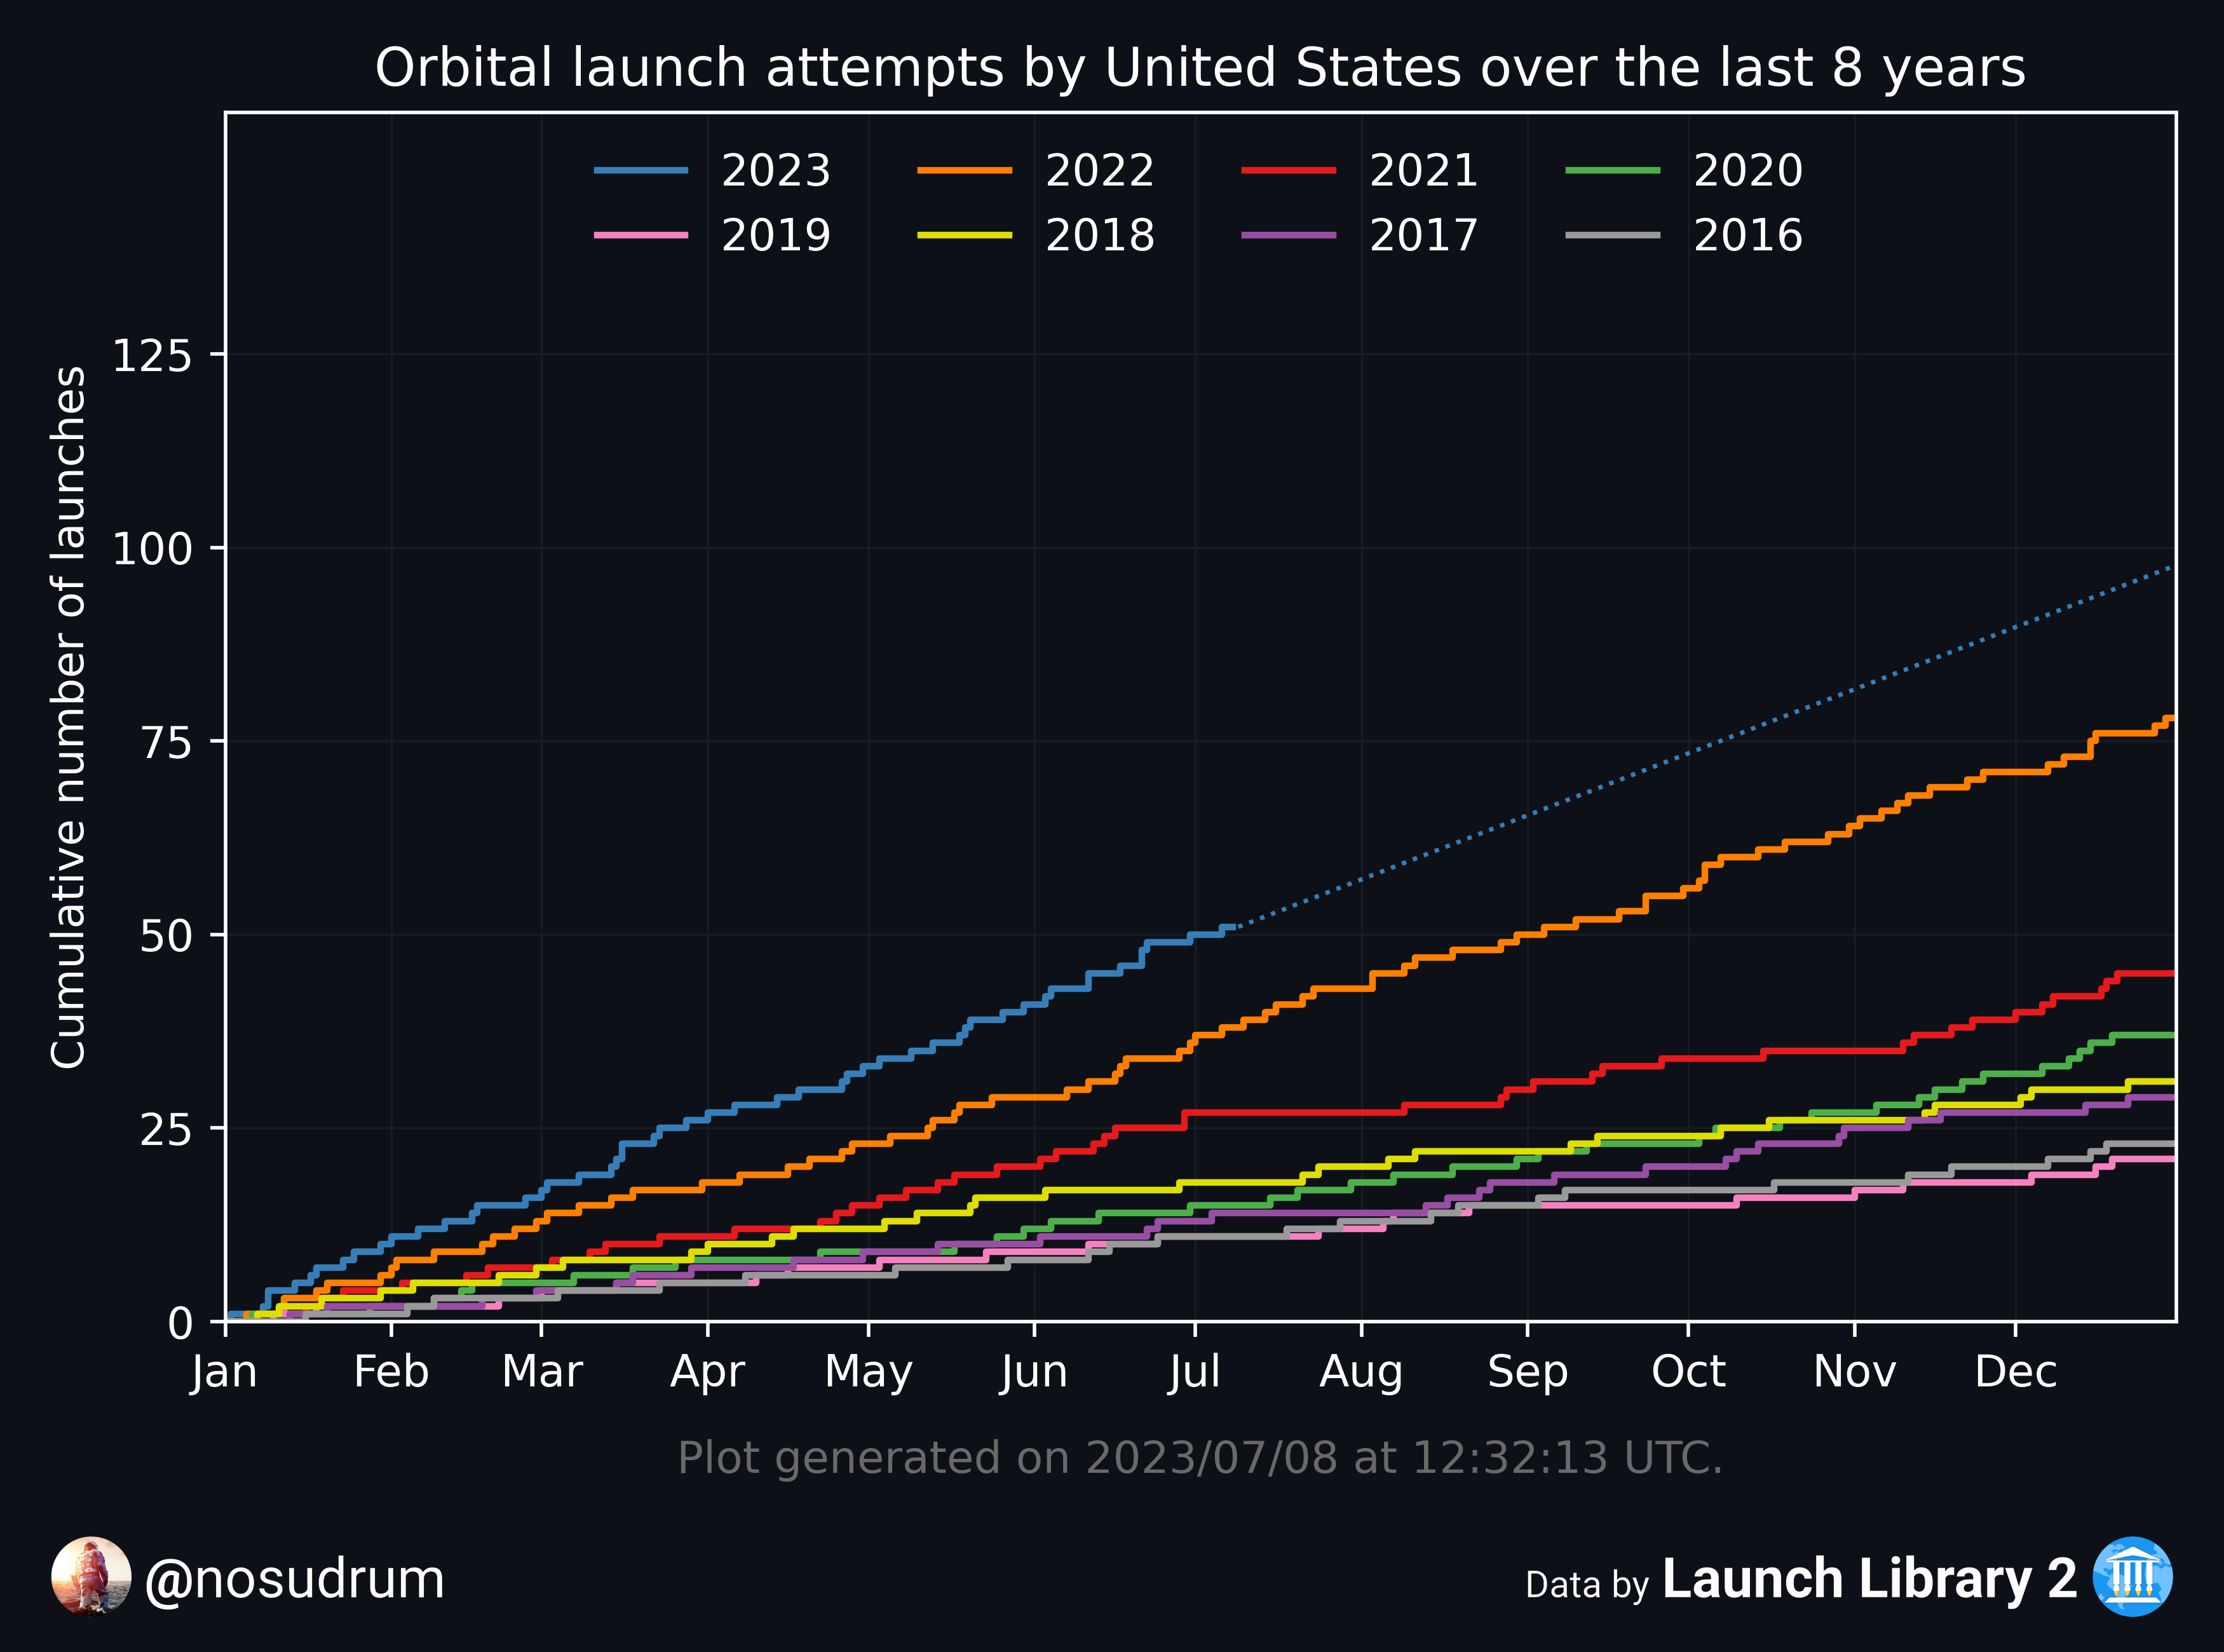 Orbital launch attempts by United States over the last 8 years
2023 2022 2021 2020
2019 2018 2017 2016
Cumulative number of launches
125
100
75
50
25
0
Jan Feb Mar Apr May Jun Jul Aug Sep Oct Nov Dec
Plot generated on 2023/07/08 at 12:32:13 UTC.
@nosudrum
Data by Launch Library 2